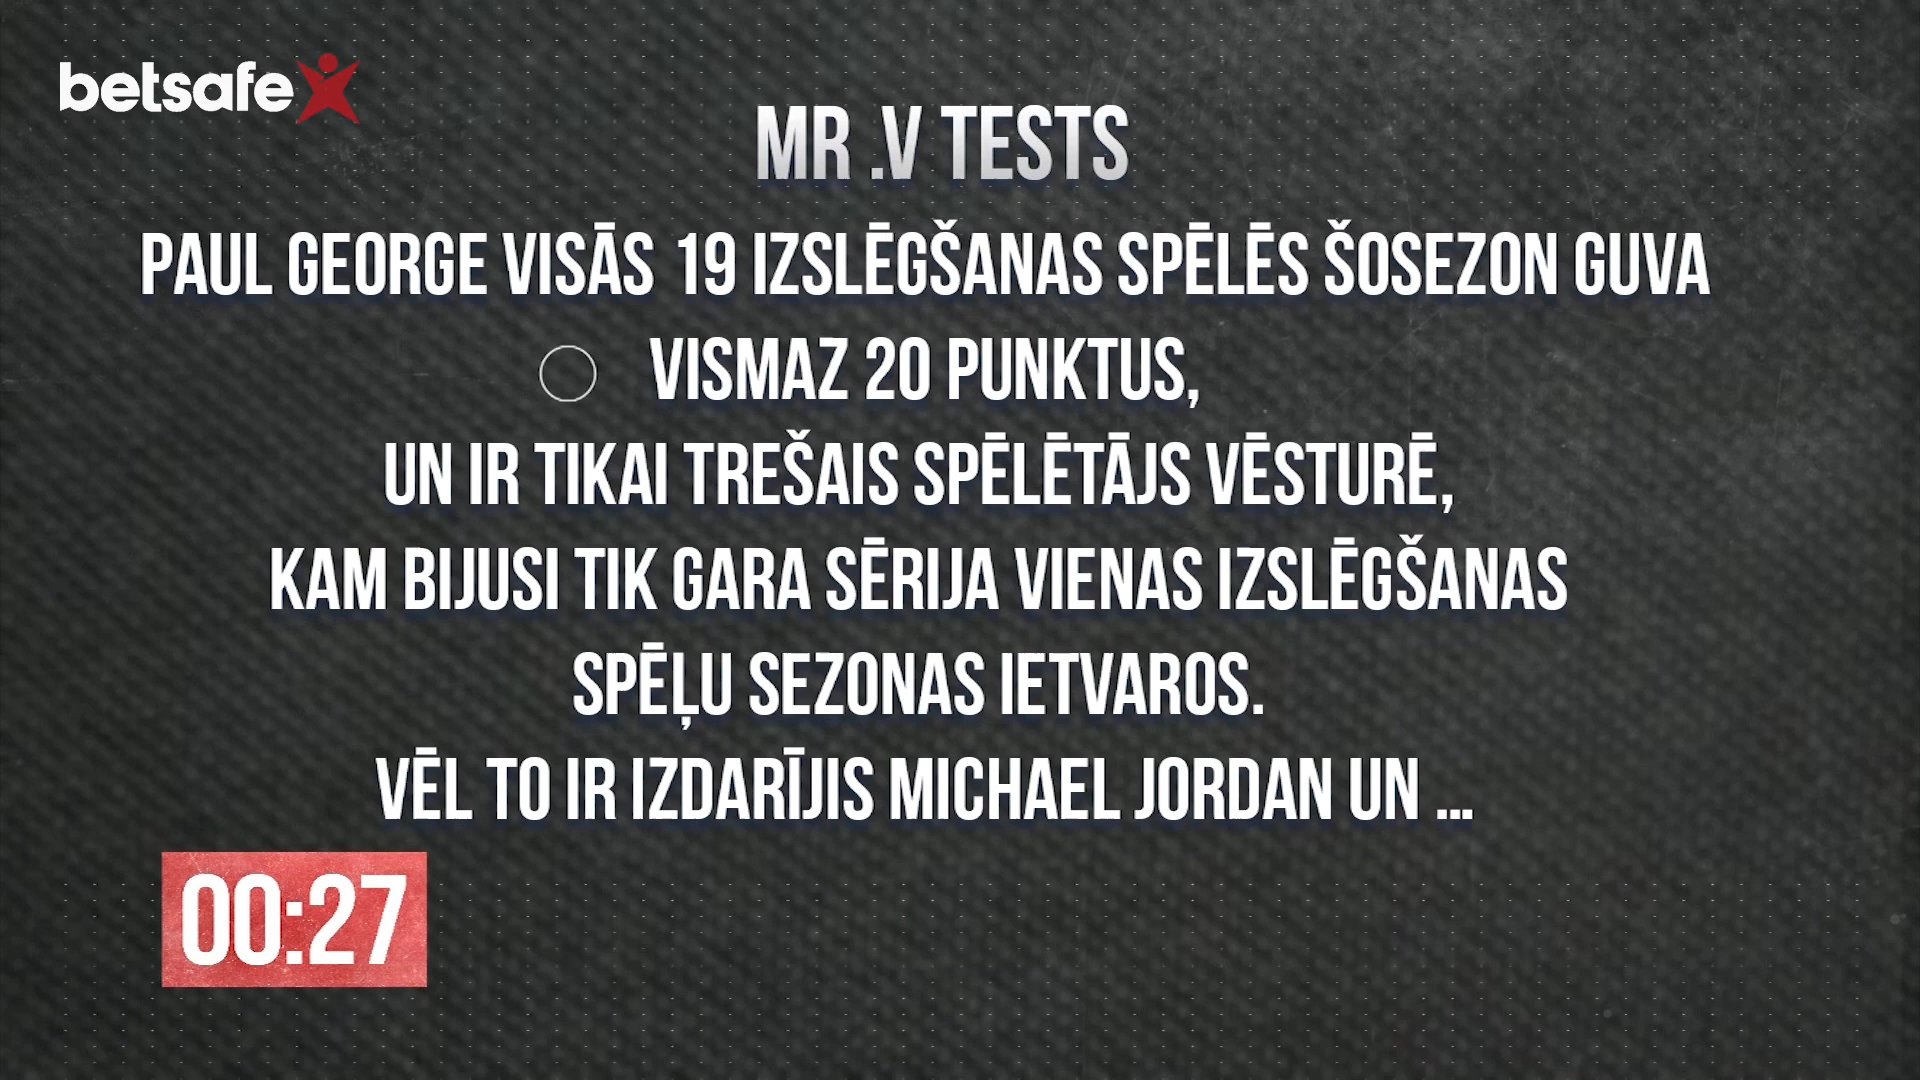 betsafe
MR .V TESTS
PAUL GEORGE VISĀS 19 IZSLĒGŠANAS SPĒLĒS ŠOSEZON GUVA
VISMAZ 20 PUNKTUS,
UN IR TIKAI TREŠAIS SPĒLĒTĀJS VĒSTURĒ,
KAM BIJUSI TIK GARA SĒRIJA VIENAS IZSLĒGŠANAS
SPĒĻU SEZONAS IETVAROS.
VĒL TO IR IZDARĪJIS MICHAEL JORDAN UN ...
00:27